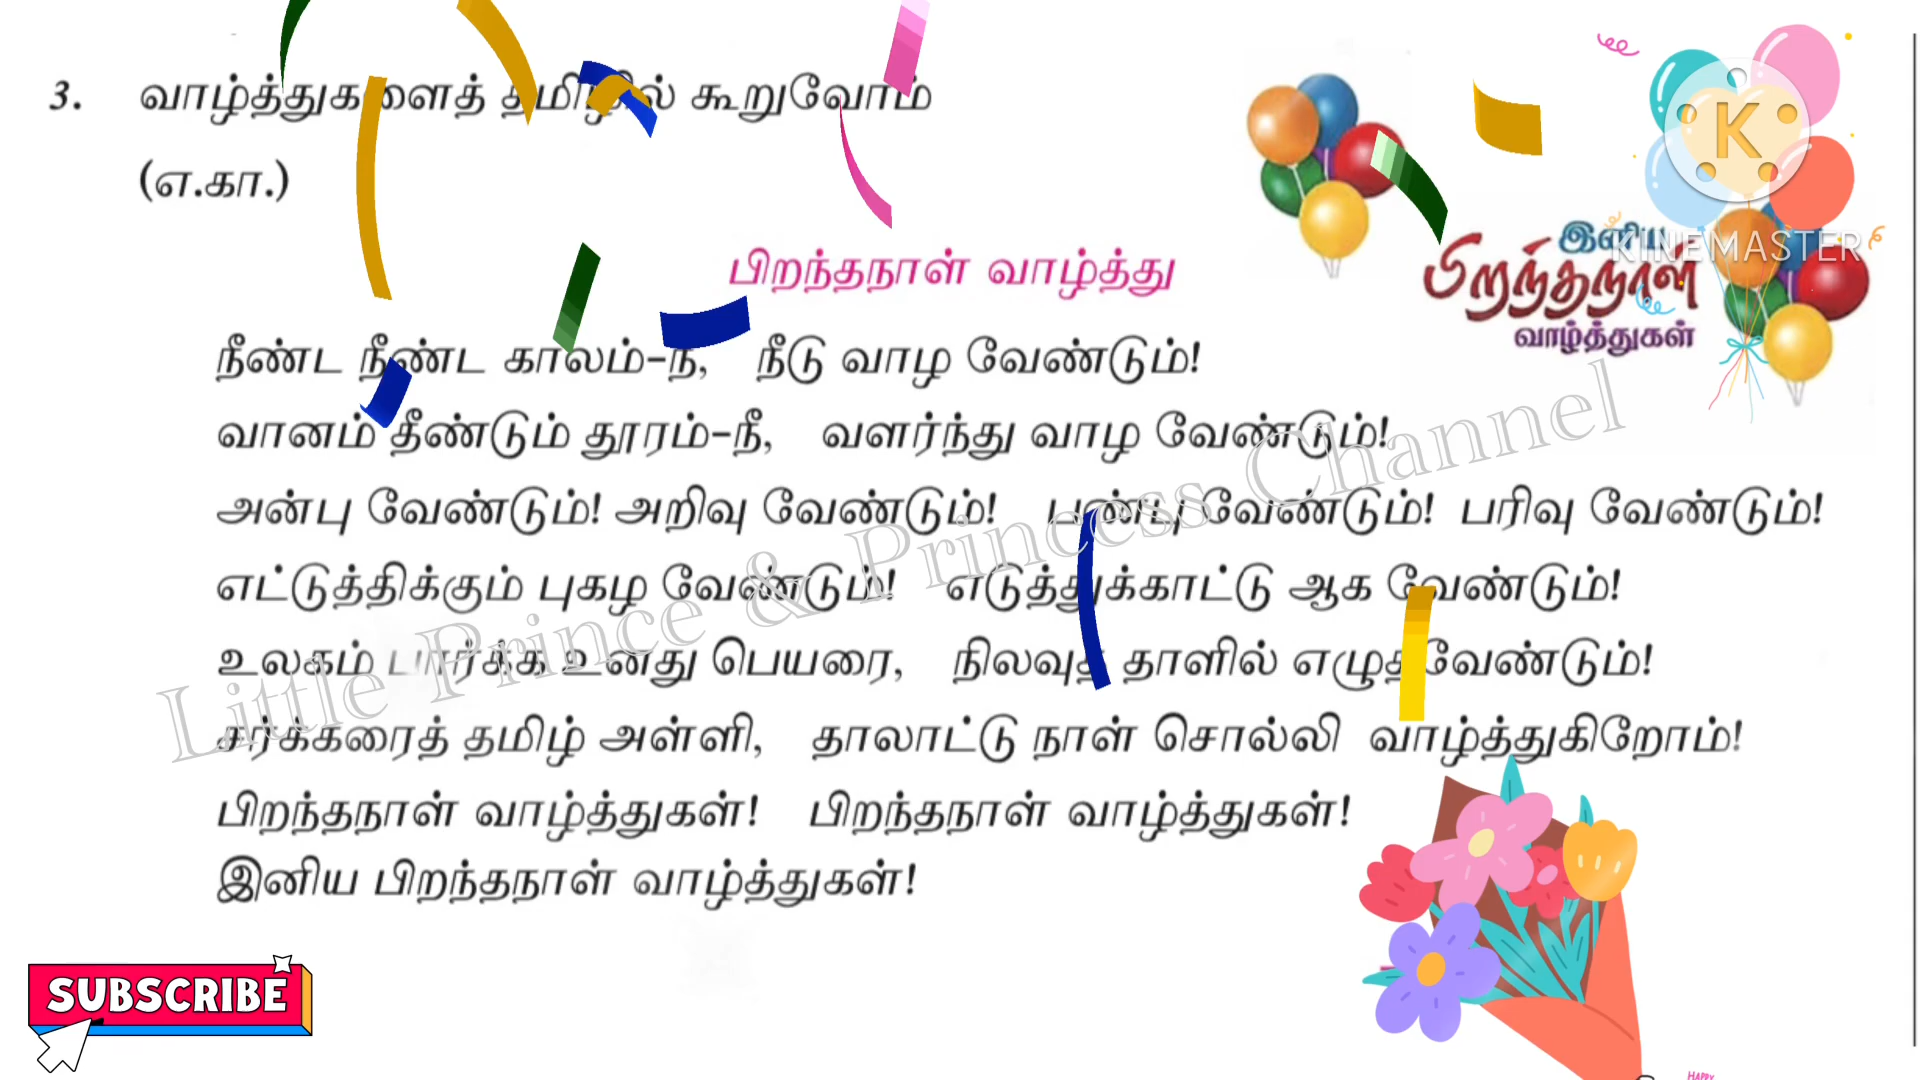 3. வாழ்த்துகளைத் தமிழில் கூறுவோம்
(எ.கா.)
பிறந்தநாள் வாழ்த்து
இனிய
பிறந்தநாள்
வாழ்த்துகள்
KINEMASTER
நீண்ட நீண்ட காலம்-நீ, நீடு வாழ வேண்டும்!
வானம் தீண்டும் தூரம்-நீ, வளர்ந்து வாழ வேண்டும்!
அன்பு வேண்டும்! அறிவு வேண்டும்! பண்பு வேண்டும்! பரிவு வேண்டும்!
எட்டுத்திக்கும் புகழ வேண்டும்! எடுத்துக்காட்டு ஆக வேண்டும்!
உலகம் பார்க்க உனது பெயரை, நிலவுத் தாளில் எழுதவேண்டும்!
சர்க்கரைத் தமிழ் அள்ளி, தாலாட்டு நாள் சொல்லி வாழ்த்துகிறோம்!
பிறந்தநாள் வாழ்த்துகள்! பிறந்தநாள் வாழ்த்துகள்!
இனிய பிறந்தநாள் வாழ்த்துகள்!
Little Prince & Princess Channel
SUBSCRIBE
HAPPY